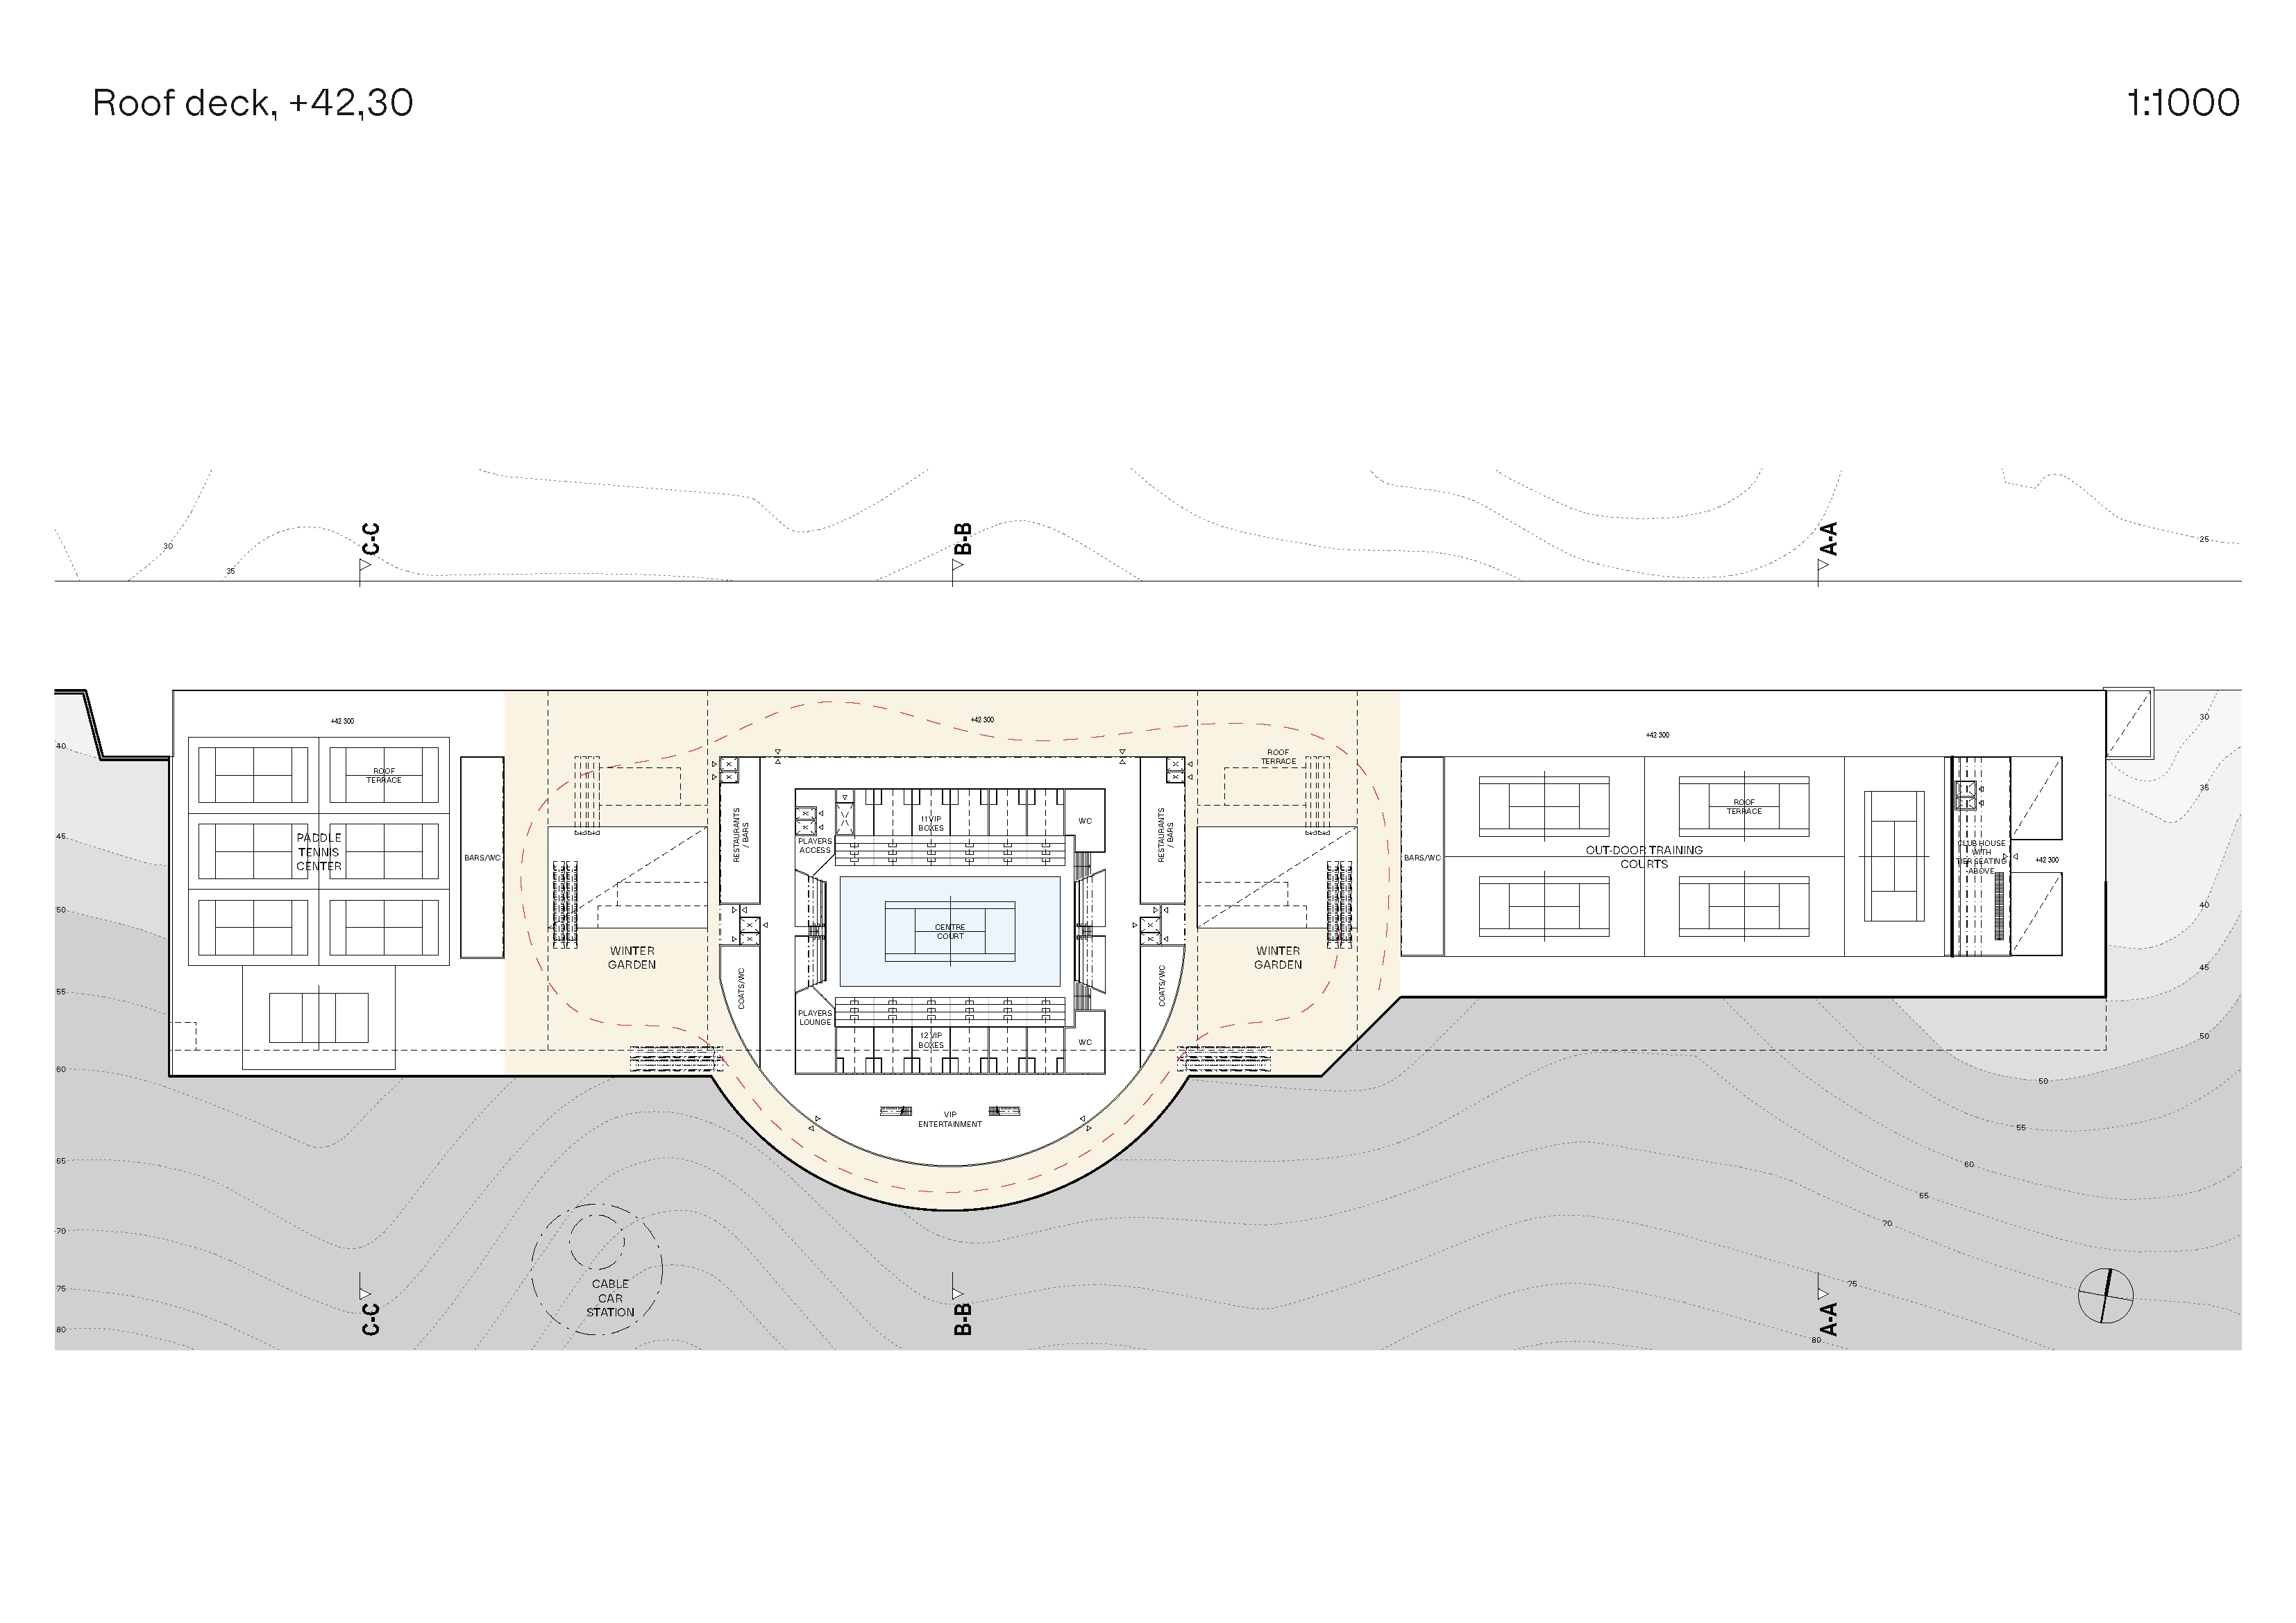 Roof deck, +42,30
1:1000
C-C
B-B
A-A
30
35
25
+42 300
+42 300
+42 300
40
45
50
55
60
65
70
75
80
30
35
40
45
50
50
55
60
65
70
75
80
ROOF
TERRACE
PADDLE
TENNIS
CENTER
BARS/WC
WINTER
GARDEN
RESTAURANTS
/ BARS
COATS/WC
PLAYERS
ACCESS
11 VIP
BOXES
WC
CENTRE
COURT
PLAYERS
LOUNGE
12 VIP
BOXES
WC
VIP
ENTERTAINMENT
RESTAURANTS
/ BARS
COATS/WC
ROOF
TERRACE
WINTER
GARDEN
BARS/WC
ROOF
TERRACE
OUT-DOOR TRAINING
COURTS
CLUB HOUSE
WITH
TIER SEATING
ABOVE
+42 300
CABLE
CAR
STATION
C-C
B-B
A-A